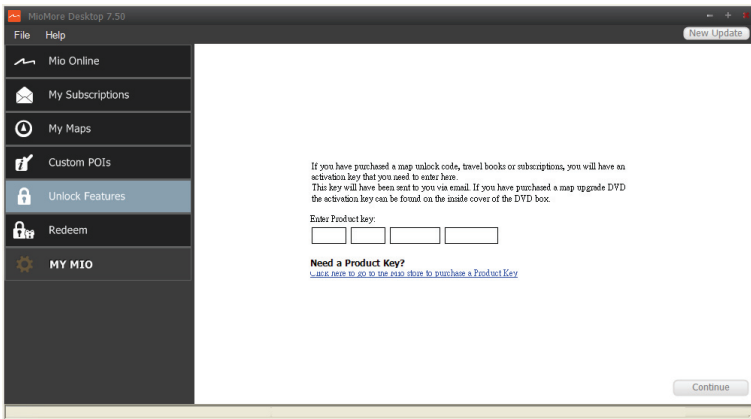 MioMore Desktop 7.50
File Help
New Update
Mio Online
My Subscriptions
My Maps
Custom POIs
Unlock Features
Redeem
MY MIO
If you have purchased a map unlock code, travel books or subscriptions, you will have an
activation key that you need to enter here.
This key will have been sent to you via email. If you have purchased a map upgrade DVD
the activation key can be found on the inside cover of the DVD box.
Enter Product key:
Need a Product Key?
Click here to go to the Mio store to purchase a Product Key
Continue